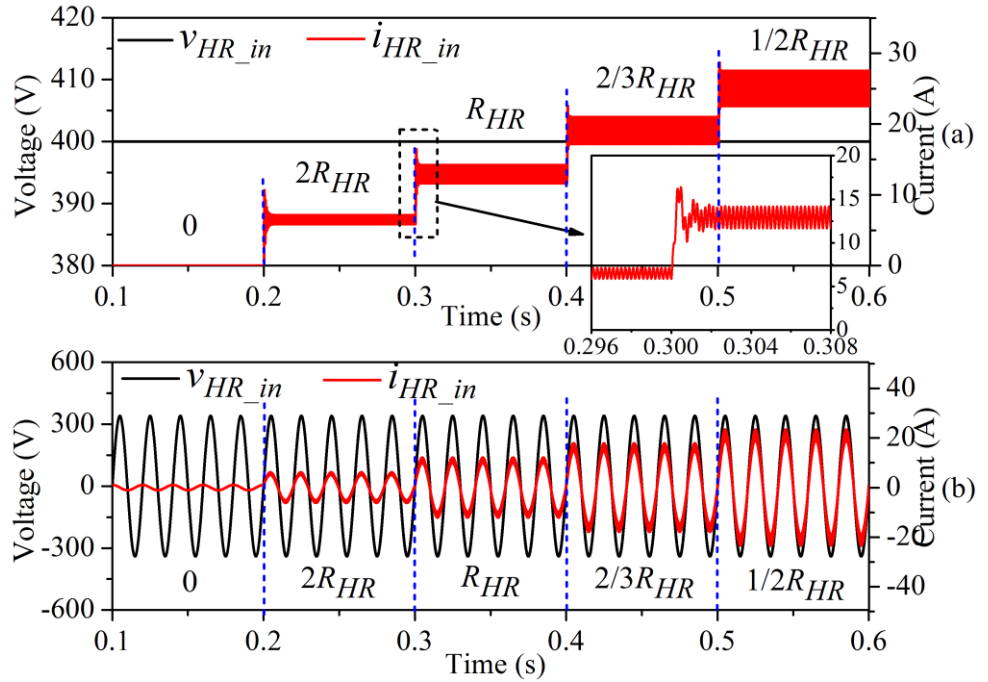 420
v_HR_in i_HR_in
1/2R_HR
30
410
2/3R_HR
R_HR
20
Voltage (V)
400
(a)
Current (A)
2R_HR
10
390
0
380
0
20
15
10
5
0
0.296 0.300 0.304 0.308
0.1 0.2 0.3 0.4 0.5 0.6
Time (s)
600
v_HR_in i_HR_in
40
300
20
Voltage (V)
0
0
(b)
Current (A)
-300
-20
0 2R_HR R_HR 2/3R_HR 1/2R_HR
-40
-600
0.1 0.2 0.3 0.4 0.5 0.6
Time (s)